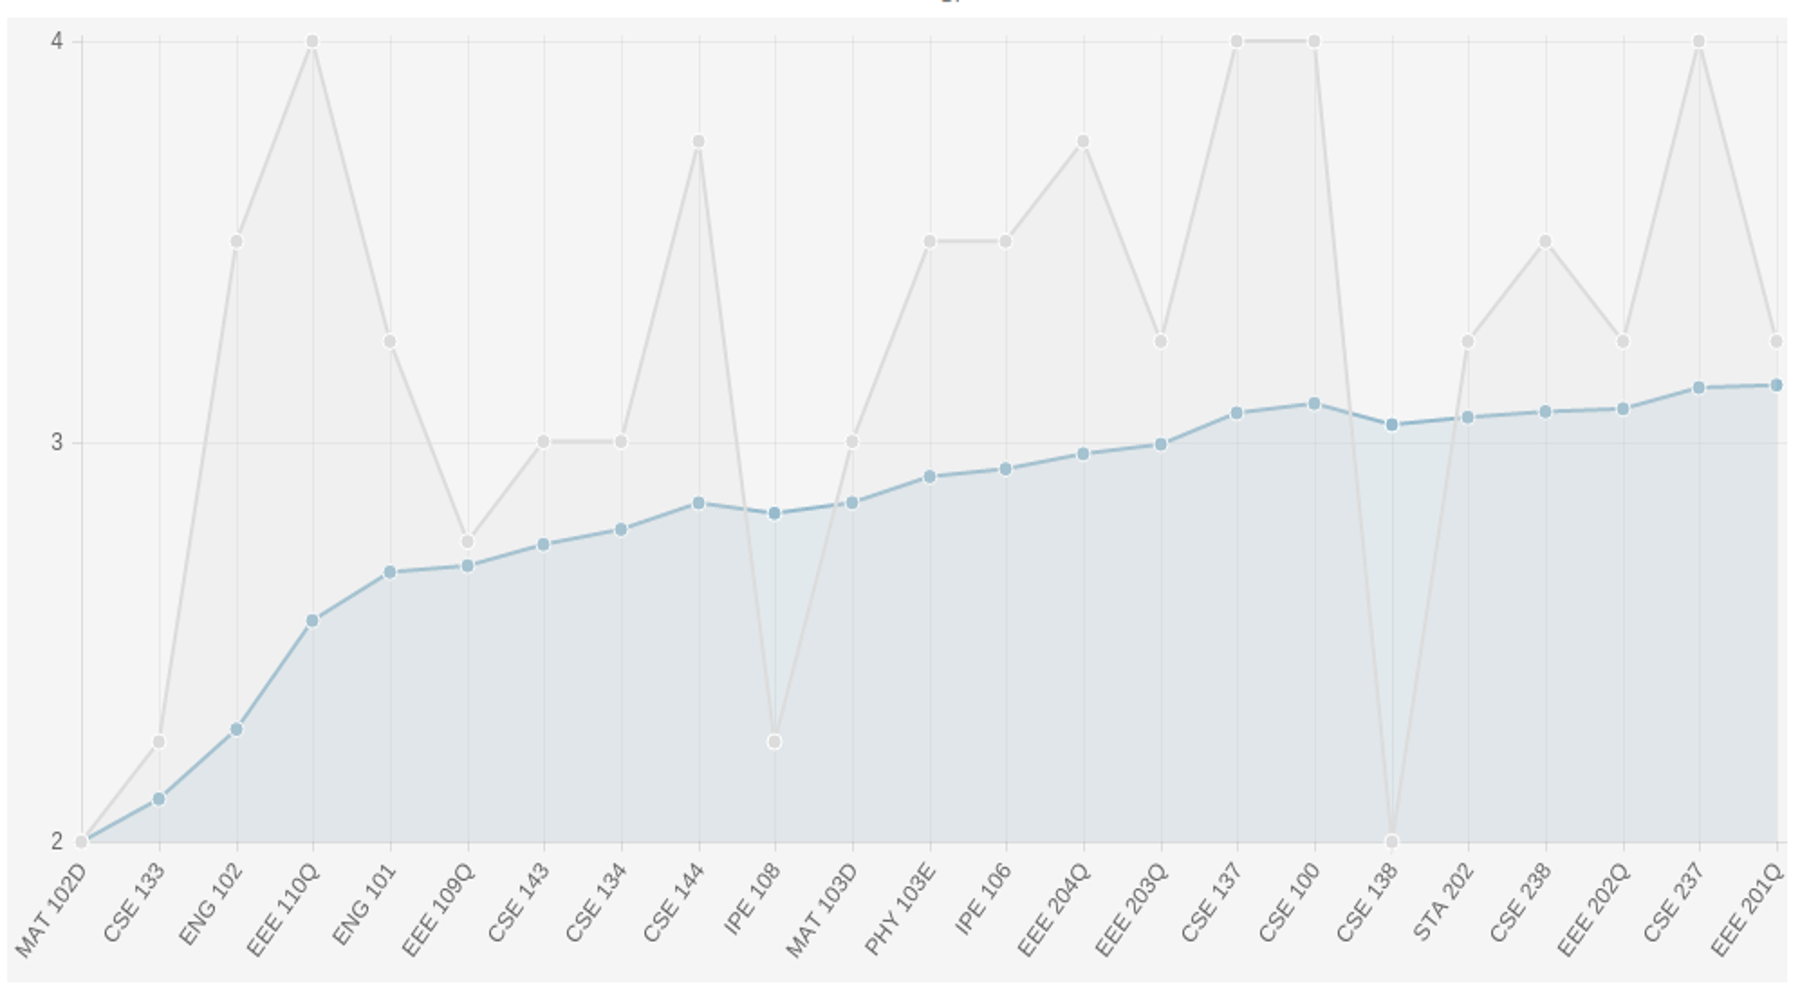 4
3
2
MAT 102D
CSE 133
ENG 102
EEE 110Q
ENG 101
EEE 109Q
CSE 143
CSE 134
CSE 144
IPE 108
MAT 103D
PHY 103E
IPE 106
EEE 204Q
EEE 203Q
CSE 137
CSE 100
CSE 138
STA 202
CSE 238
EEE 202Q
CSE 237
EEE 201Q